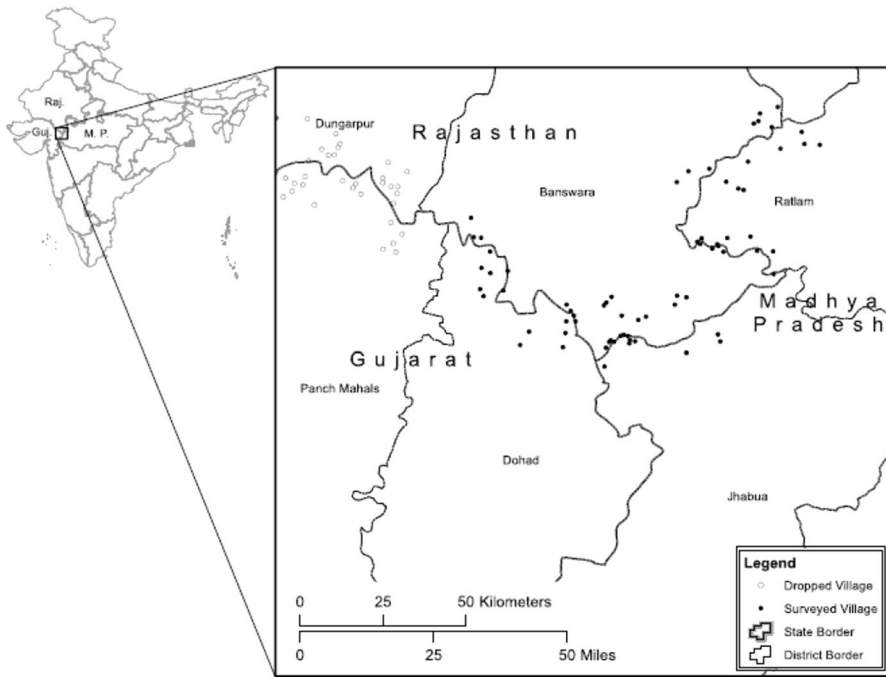 Raj.
Guj.
M. P.
Dungarpur
Rajasthan
Banswara
Ratlam
Madhya
Pradesh
Gujarat
Panch Mahals
Dohad
Jhabua
Legend
Dropped Village
Surveyed Village
State Border
District Border
0 25 50 Kilometers
0 25 50 Miles